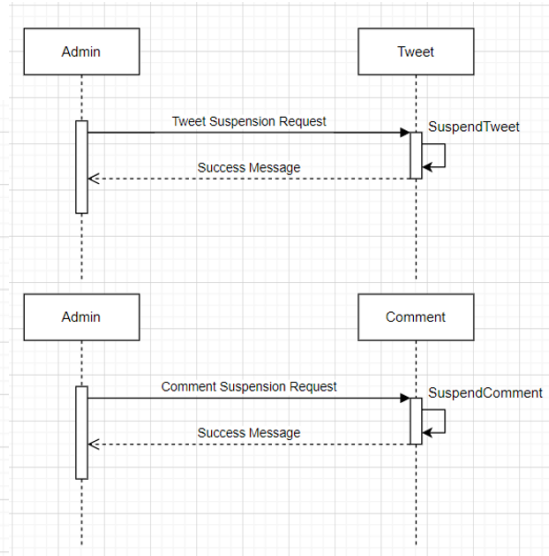 Admin
Tweet
Tweet Suspension Request
SuspendTweet
Success Message
Admin
Comment
Comment Suspension Request
SuspendComment
Success Message